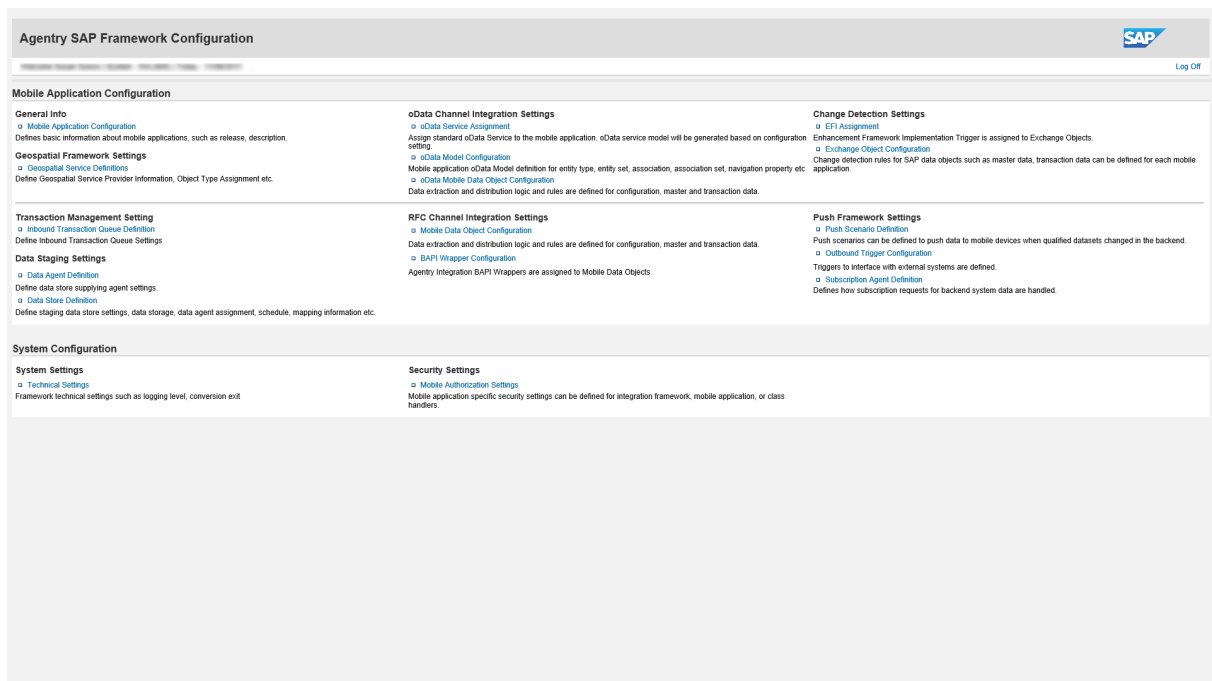 Agentry SAP Framework Configuration
SAP
Log Off
Mobile Application Configuration
General Info
Mobile Application Configuration
Defines basic information about mobile applications, such as release, description.
Geospatial Framework Settings
Geospatial Service Definitions
Define Geospatial Service Provider Information, Object Type Assignment etc.
oData Channel Integration Settings
oData Service Assignment
Assign standard oData Service to the mobile application. oData service model will be generated based on configuration
setting.
oData Model Configuration
Mobile application oData Model definition for entity type, entity set, association, association set, navigation property etc
oData Mobile Data Object Configuration
Data extraction and distribution logic and rules are defined for configuration, master and transaction data.
Change Detection Settings
EFI Assignment
Enhancement Framework Implementation Trigger is assigned to Exchange Objects.
Exchange Object Configuration
Change detection rules for SAP data objects such as master data, transaction data can be defined for each mobile
application.
Transaction Management Setting
Inbound Transaction Queue Definition
Define Inbound Transaction Queue Settings
Data Staging Settings
Data Agent Definition
Define data store supplying agent settings.
Data Store Definition
Define staging data store settings, data storage, data agent assignment, schedule, mapping information etc.
RFC Channel Integration Settings
Mobile Data Object Configuration
Data extraction and distribution logic and rules are defined for configuration, master and transaction data.
BAPI Wrapper Configuration
Agentry Integration BAPI Wrappers are assigned to Mobile Data Objects
Push Framework Settings
Push Scenario Definition
Push scenarios can be defined to push data to mobile devices when qualified datasets changed in the backend.
Outbound Trigger Configuration
Triggers to interface with external systems are defined.
Subscription Agent Definition
Defines how subscription requests for backend system data are handled.
System Configuration
System Settings
Technical Settings
Framework technical settings such as logging level, conversion exit
Security Settings
Mobile Authorization Settings
Mobile application specific security settings can be defined for integration framework, mobile application, or class
handlers.